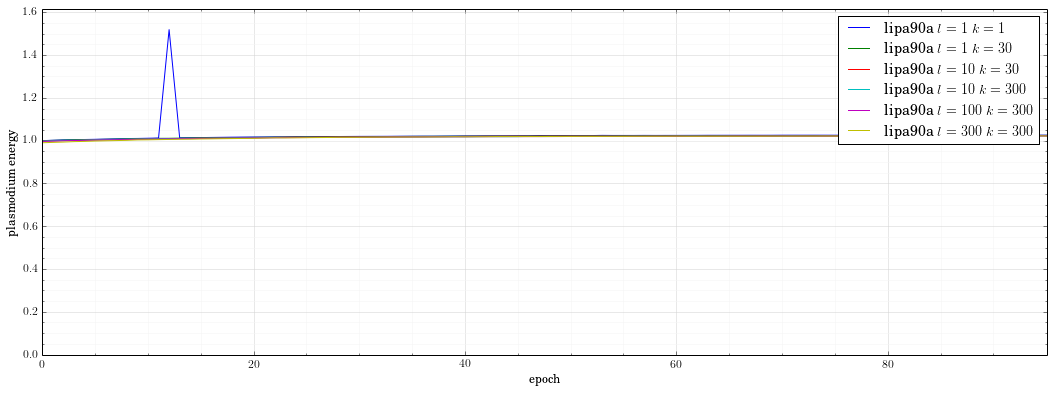 1.6
1.4
1.2
1.0
0.8
0.6
0.4
0.2
0.0
plasmodium energy
0 20 40 60 80
epoch
lipa90a l = 1 k = 1
lipa90a l = 1 k = 30
lipa90a l = 10 k = 30
lipa90a l = 10 k = 300
lipa90a l = 100 k = 300
lipa90a l = 300 k = 300